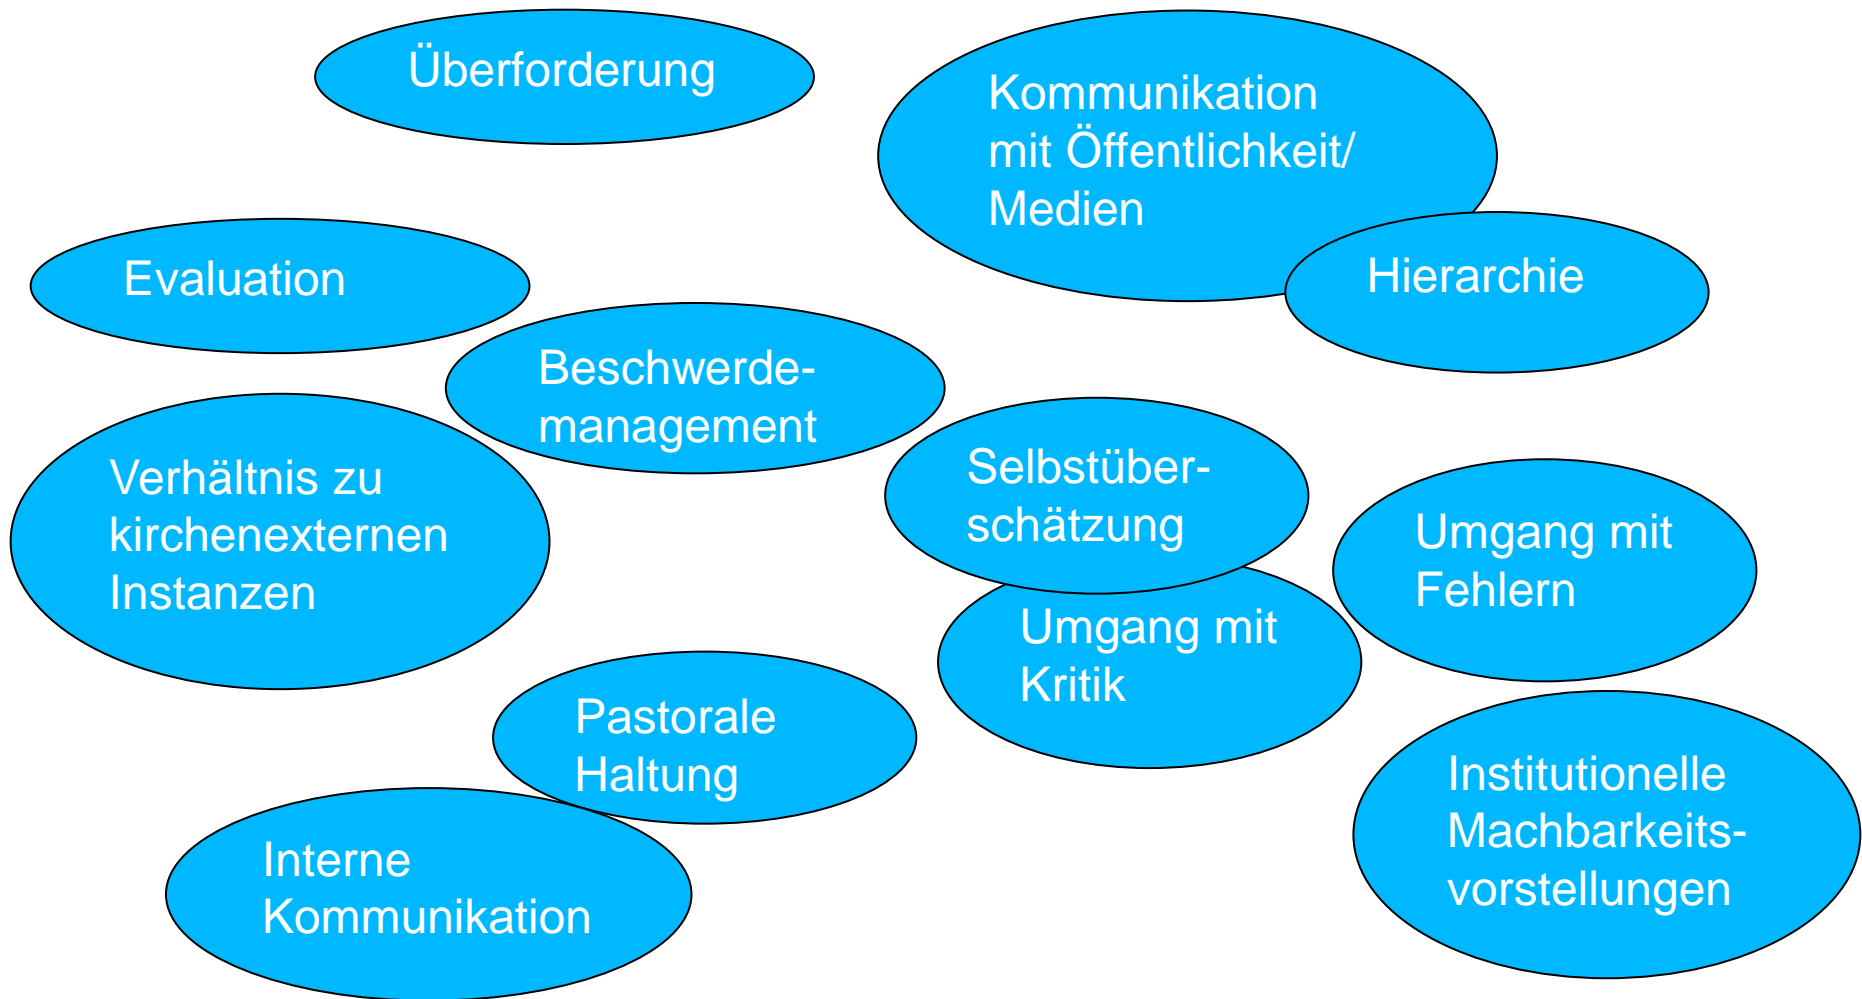 Überforderung
Kommunikation
mit Öffentlichkeit/
Medien
Evaluation
Hierarchie
Beschwerde-
management
Verhältnis zu
kirchenexternen
Instanzen
Selbstüber-
schätzung
Umgang mit
Fehlern
Umgang mit
Kritik
Pastorale
Haltung
Institutionelle
Machbarkeits-
vorstellungen
Interne
Kommunikation